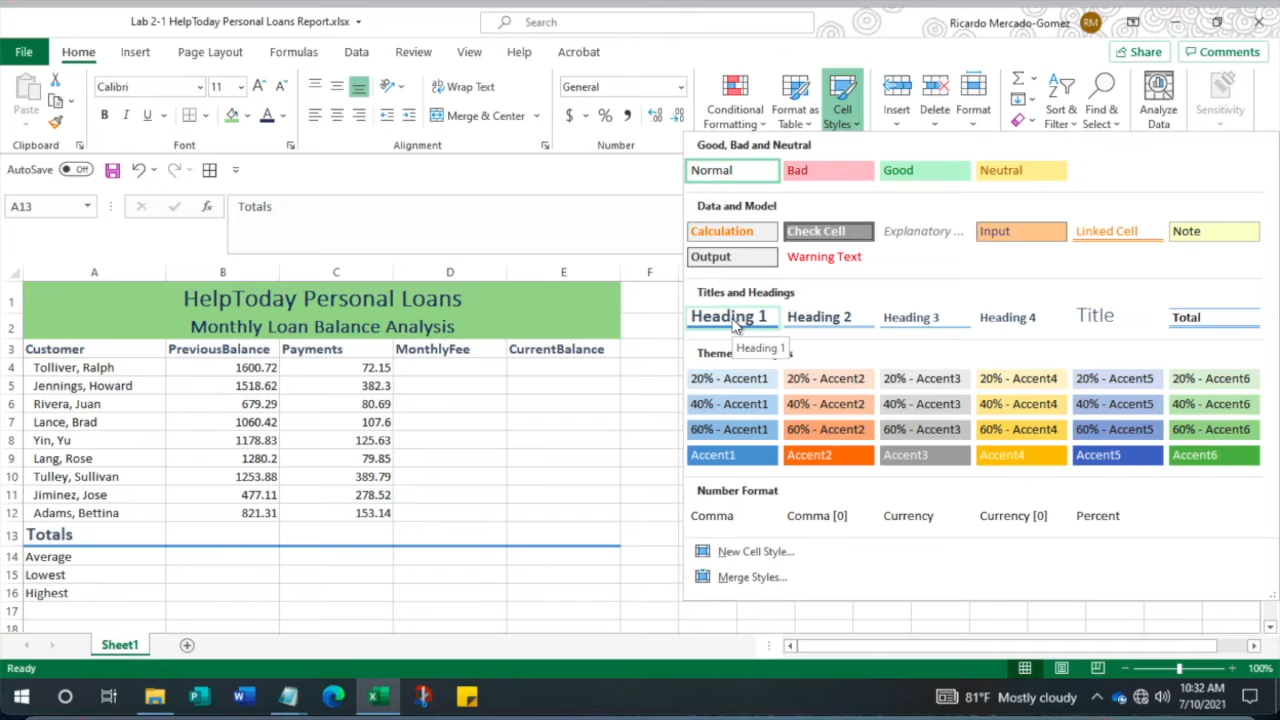 Lab 2-1 HelpToday Personal Loans Report.xlsx
Search
Ricardo Mercado-Gomez
RM
File
Home
Insert
Page Layout
Formulas
Data
Review
View
Help
Acrobat
Share
Comments
Paste
Calibri
11
Wrap Text
Merge & Center
General
Conditional Formatting
Format as Table
Cell Styles
Insert
Delete
Format
Sort & Filter
Find & Select
Analyze Data
Sensitivity
Clipboard
Font
Alignment
Number
AutoSave
Off
A13
Totals
Good, Bad and Neutral
Normal Bad Good Neutral
Data and Model
Calculation Check Cell Explanatory ... Input Linked Cell Note
Output Warning Text
Titles and Headings
Heading 1 Heading 2 Heading 3 Heading 4 Title Total
Heading 1
20% - Accent1 20% - Accent2 20% - Accent3 20% - Accent4 20% - Accent5 20% - Accent6
40% - Accent1 40% - Accent2 40% - Accent3 40% - Accent4 40% - Accent5 40% - Accent6
60% - Accent1 60% - Accent2 60% - Accent3 60% - Accent4 60% - Accent5 60% - Accent6
Accent1 Accent2 Accent3 Accent4 Accent5 Accent6
Number Format
Comma Comma [0] Currency Currency [0] Percent
New Cell Style...
Merge Styles...
A B C D E F
1 HelpToday Personal Loans
2 Monthly Loan Balance Analysis
3 Customer PreviousBalance Payments MonthlyFee CurrentBalance
4 Tolliver, Ralph 1600.72 72.15
5 Jennings, Howard 1518.62 382.3
6 Rivera, Juan 679.29 80.69
7 Lance, Brad 1060.42 107.6
8 Yin, Yu 1178.83 125.63
9 Lang, Rose 1280.2 79.85
10 Tulley, Sullivan 1253.88 389.79
11 Jiminez, Jose 477.11 278.52
12 Adams, Bettina 821.31 153.14
13 Totals
14 Average
15 Lowest
16 Highest
17
18
Sheet1
Ready
100%
81°F Mostly cloudy
10:32 AM
7/10/2021